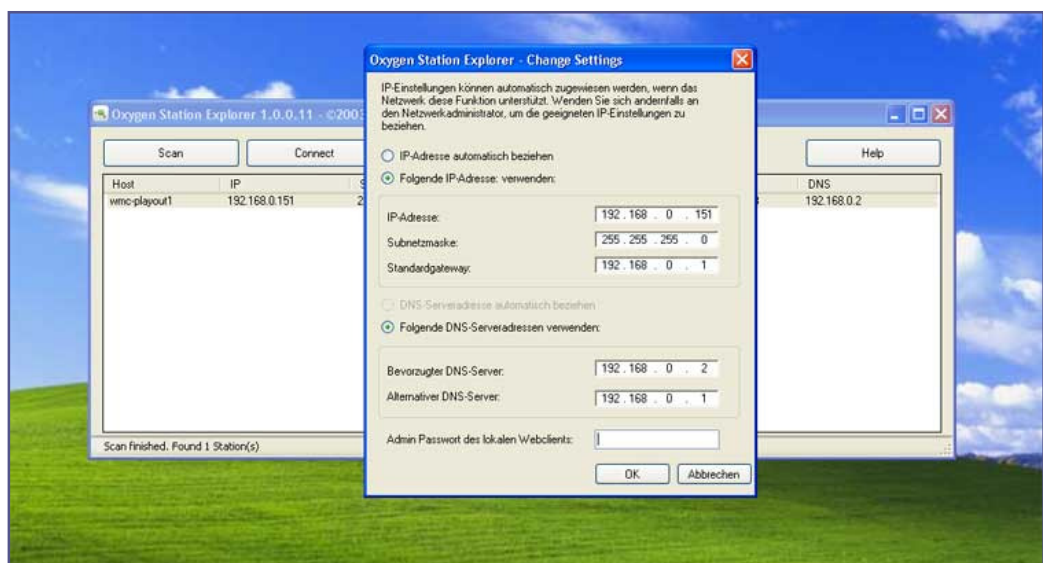 Oxygen Station Explorer - Change Settings
IP-Einstellungen können automatisch zugewiesen werden, wenn das
Netzwerk diese Funktion unterstützt. Wenden Sie sich andernfalls an
den Netzwerkadministrator, um die geeigneten IP-Einstellungen zu
beziehen.
IP-Adresse automatisch beziehen
Folgende IP-Adresse: verwenden:
IP-Adresse: 192 . 168 . 0 . 151
Subnetzmaske: 255 . 255 . 255 . 0
Standardgateway: 192 . 168 . 0 . 1
DNS-Serveradresse automatisch beziehen
Folgende DNS-Serveradressen verwenden:
Bevorzugter DNS-Server: 192 . 168 . 0 . 2
Alternativer DNS-Server: 192 . 168 . 0 . 1
Admin Passwort des lokalen Webclients:
OK Abbrechen
Oxygen Station Explorer 1.0.0.11 - ©2003
Scan Connect Help
Host IP DNS
wmc-playout1 192.168.0.151 192.168.0.2
Scan finished. Found 1 Station(s)